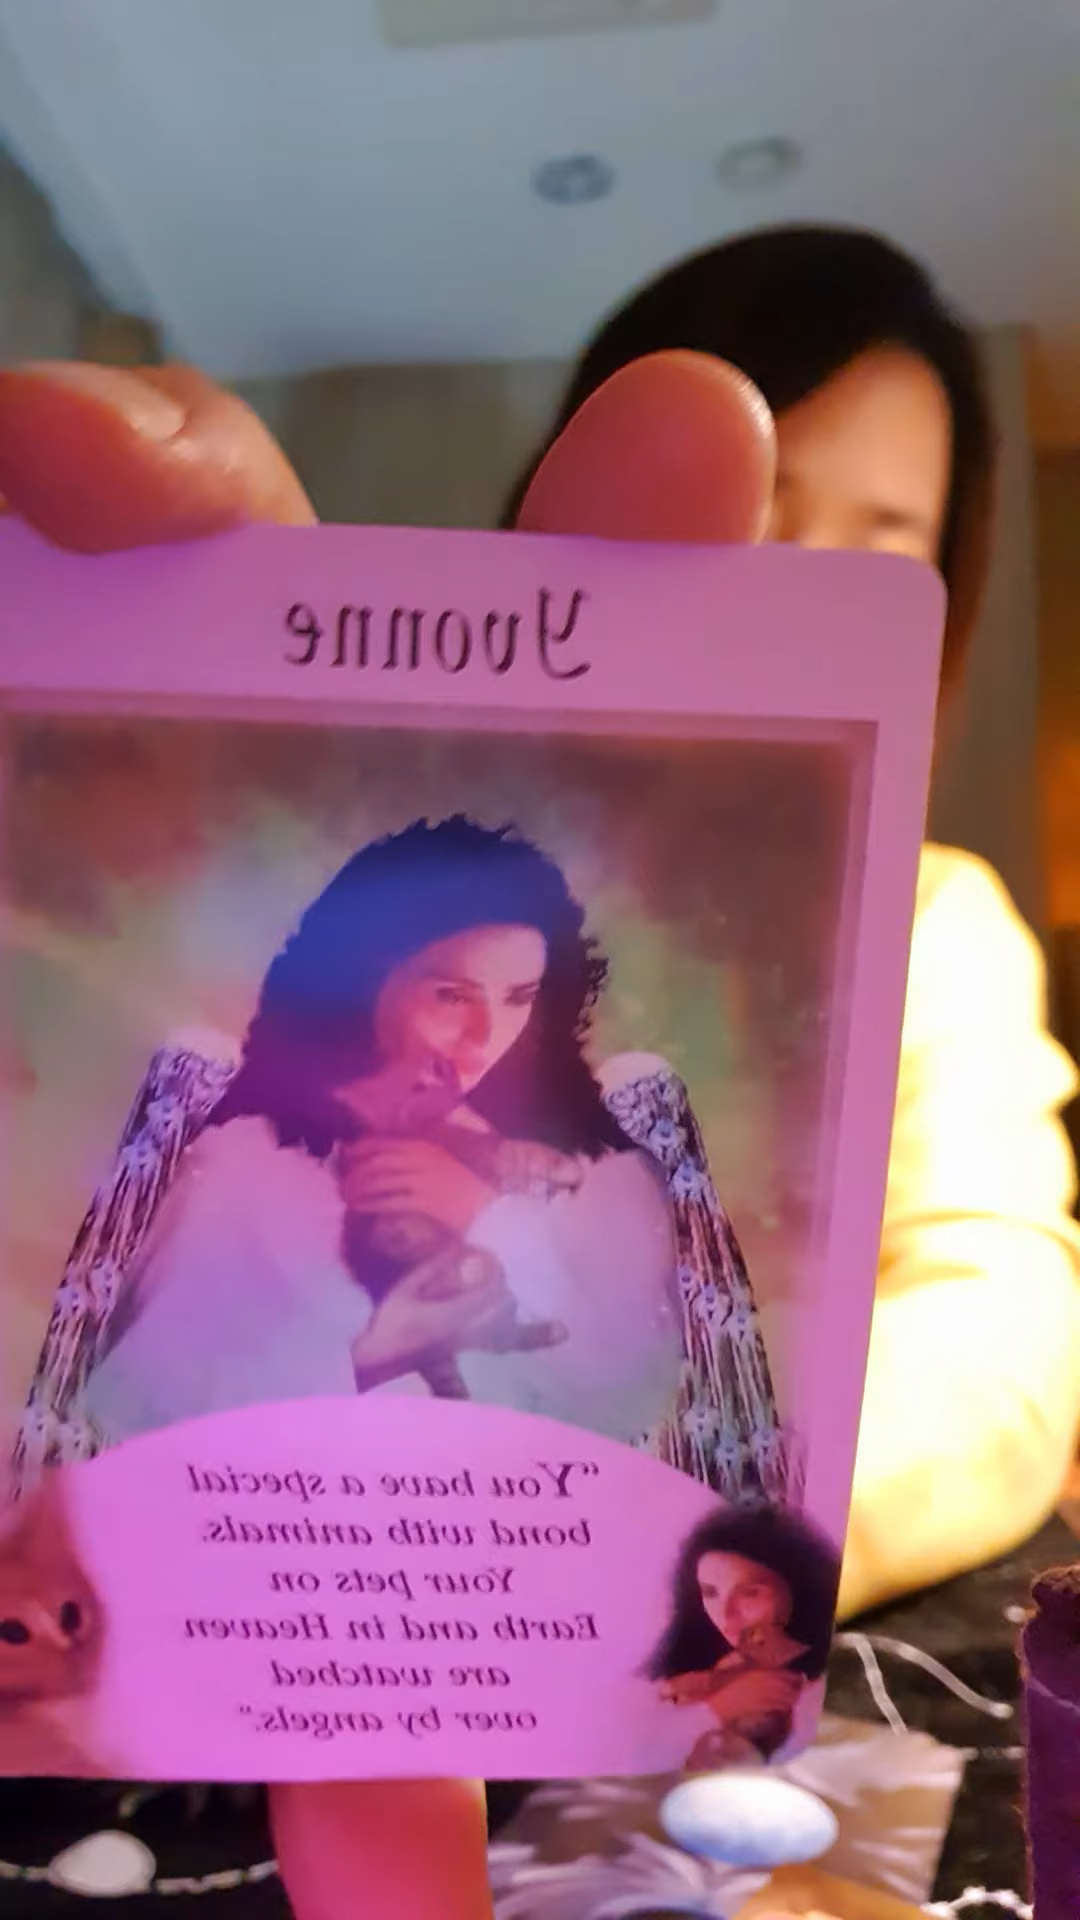 Yvonne
“You have a special
bond with animals.
Your pets on
Earth and in Heaven
are watched
over by angels.”